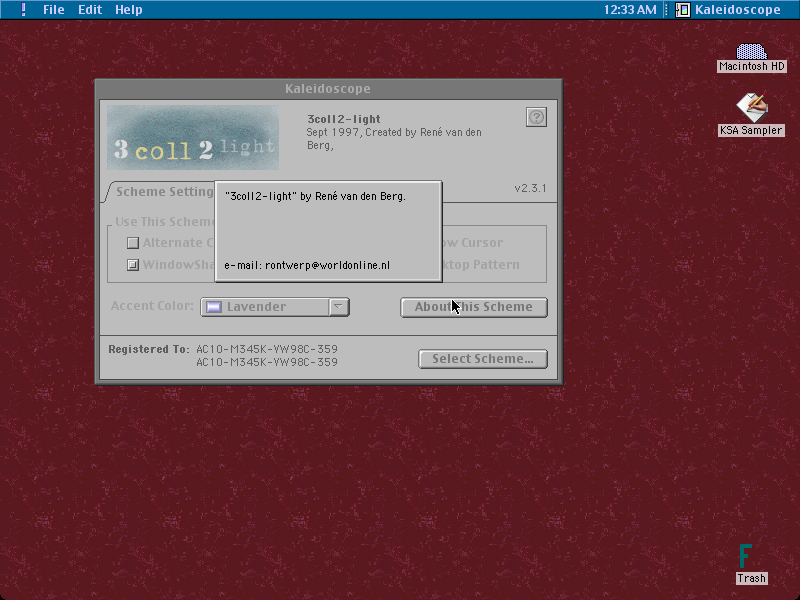 File Edit Help
12:33 AM
Kaleidoscope
Macintosh HD
KSA Sampler
Kaleidoscope
3 coll 2 light
3coll2-light
Sept 1997, Created by René van den
Berg,
?
Scheme Setting
v2.3.1
"3coll2-light" by René van den Berg.
e-mail: rontwerp@worldonline.nl
Use This Scheme
Alternate C
ow Cursor
WindowSha
ktop Pattern
Accent Color:
Lavender
About This Scheme
Registered To: AC10-M345K-VW98C-359
AC10-M345K-VW98C-359
Select Scheme...
Trash